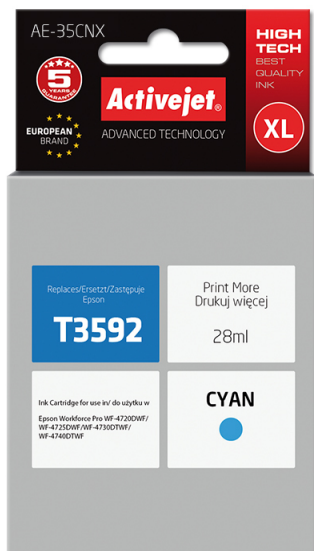 AE-35CNX
HIGH
TECH
BEST
QUALITY
INK
5
YEARS
GUARANTEE
Activejet®
EUROPEAN
BRAND
ADVANCED TECHNOLOGY
XL
Replaces/Ersetzt/Zastępuje
Epson
T3592
Print More
Drukuj więcej
28ml
Ink Cartridge for use in/ do użytku w
Epson Workforce Pro WF-4720DWF/
WF-4725DWF/WF-4730DTWF/
WF-4740DTWF
CYAN